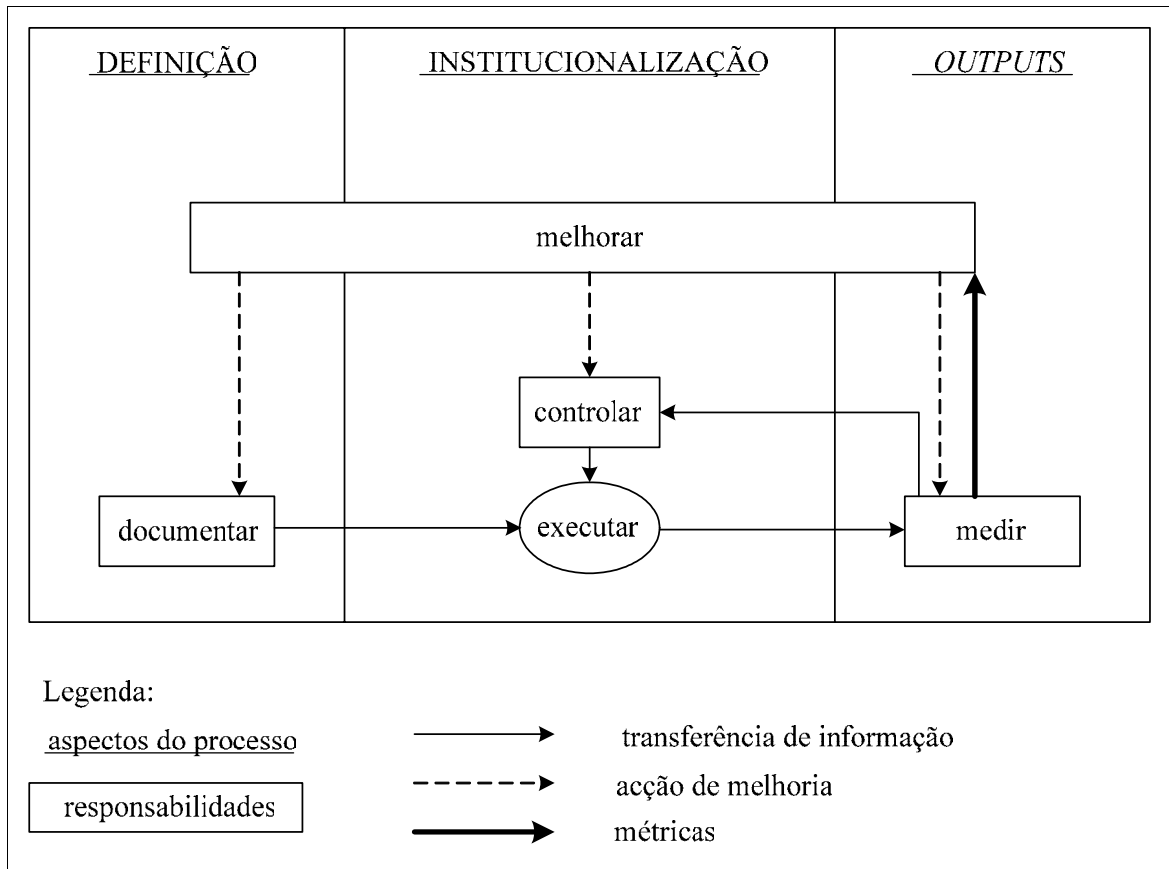 DEFINIÇÃO
INSTITUCIONALIZAÇÃO
OUTPUTS
melhorar
controlar
documentar
executar
medir
Legenda:
aspectos do processo
transferência de informação
responsabilidades
acção de melhoria
métricas